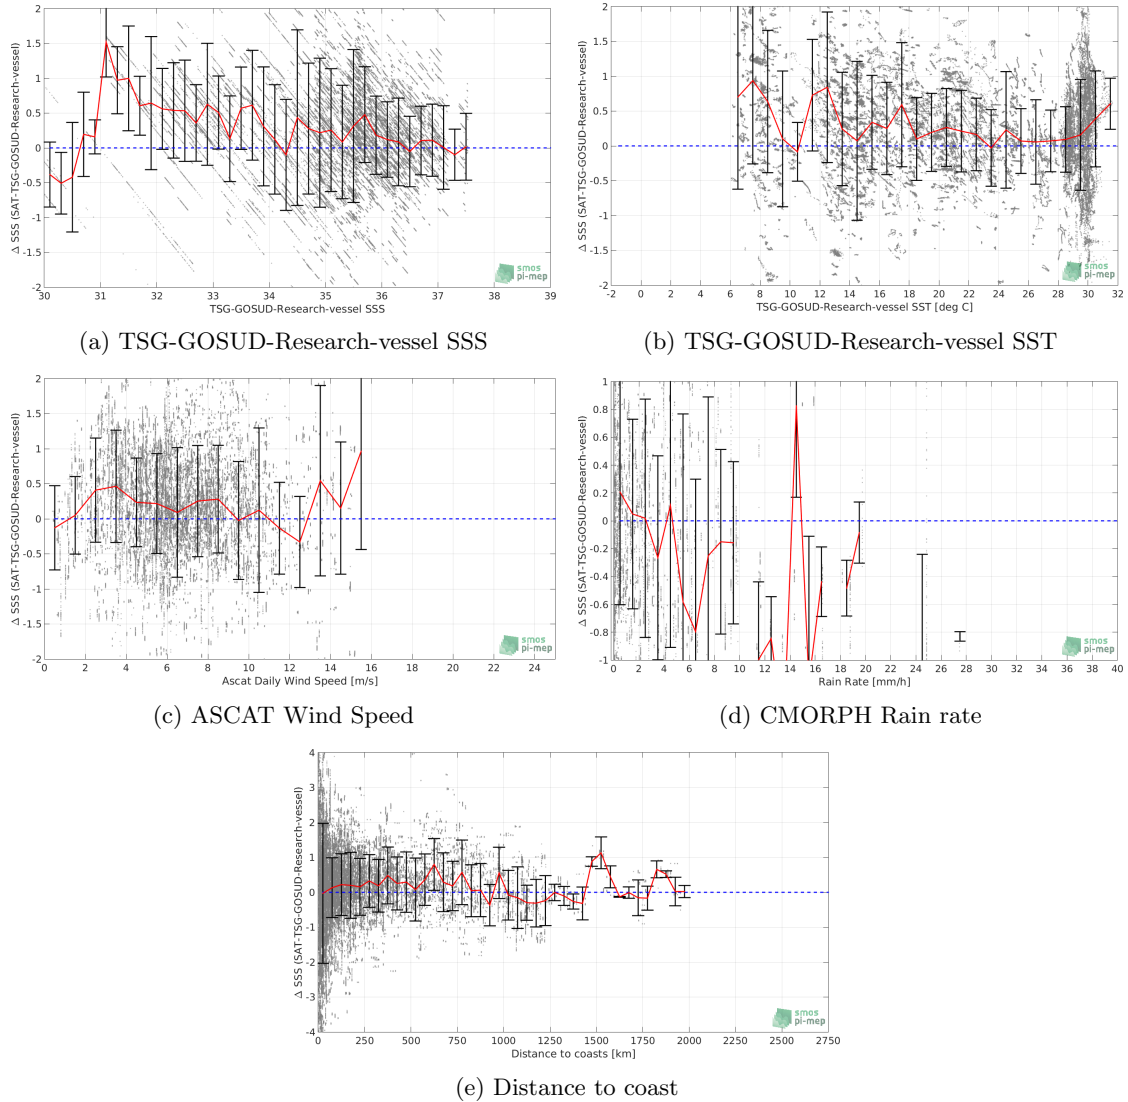 Δ SSS (SAT-TSG-GOSUD-Research-vessel)
2
1.5
1
0.5
0
-0.5
-1
-1.5
-2
30 31 32 33 34 35 36 37 38 39
TSG-GOSUD-Research-vessel SSS
smos
pi-mep
(a) TSG-GOSUD-Research-vessel SSS
Δ SSS (SAT-TSG-GOSUD-Research-vessel)
2
1.5
1
0.5
0
-0.5
-1
-1.5
-2
-2 0 2 4 6 8 10 12 14 16 18 20 22 24 26 28 30 32
TSG-GOSUD-Research-vessel SST [deg C]
smos
pi-mep
(b) TSG-GOSUD-Research-vessel SST
Δ SSS (SAT-TSG-GOSUD-Research-vessel)
2
1.5
1
0.5
0
-0.5
-1
-1.5
-2
0 2 4 6 8 10 12 14 16 18 20 22 24
Ascat Daily Wind Speed [m/s]
smos
pi-mep
(c) ASCAT Wind Speed
Δ SSS (SAT-TSG-GOSUD-Research-vessel)
1
0.8
0.6
0.4
0.2
0
-0.2
-0.4
-0.6
-0.8
-1
0 2 4 6 8 10 12 14 16 18 20 22 24 26 28 30 32 34 36 38 40
Rain Rate [mm/h]
smos
pi-mep
(d) CMORPH Rain rate
Δ SSS (SAT-TSG-GOSUD-Research-vessel)
4
3
2
1
0
-1
-2
-3
-4
0 250 500 750 1000 1250 1500 1750 2000 2250 2500 2750
Distance to coasts [km]
smos
pi-mep
(e) Distance to coast